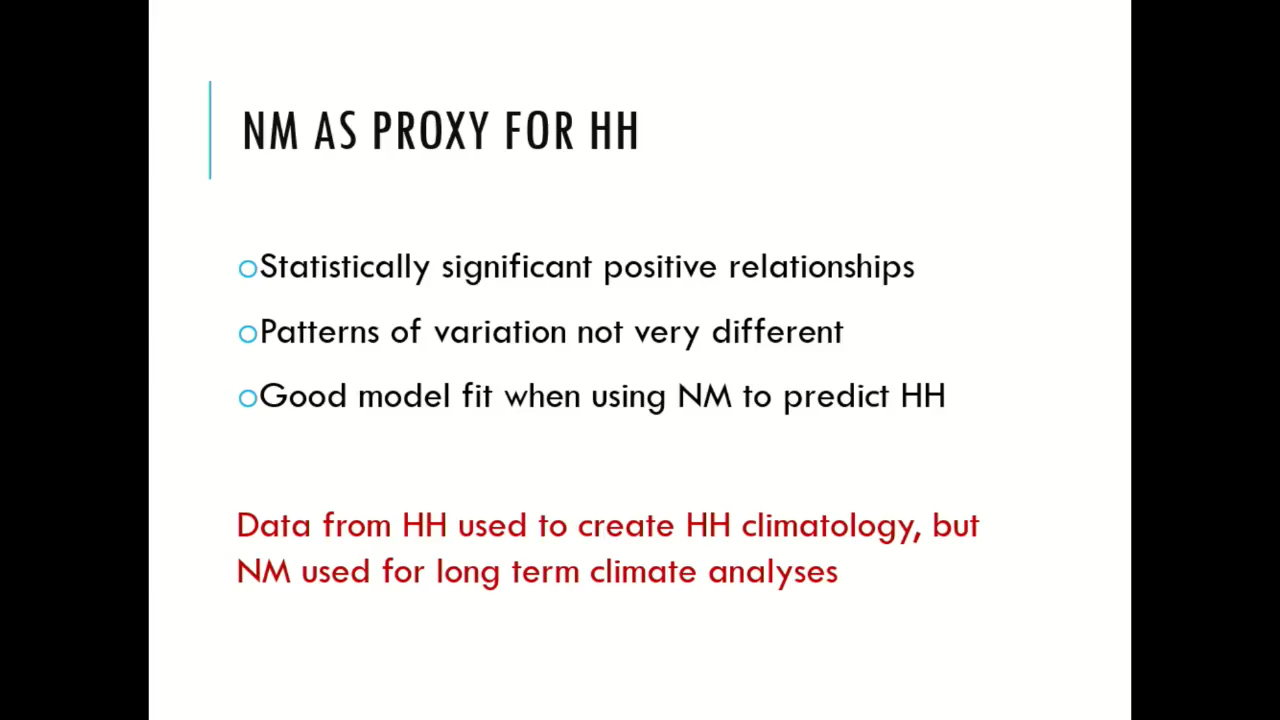 NM AS PROXY FOR HH
Statistically significant positive relationships
Patterns of variation not very different
Good model fit when using NM to predict HH
Data from HH used to create HH climatology, but
NM used for long term climate analyses